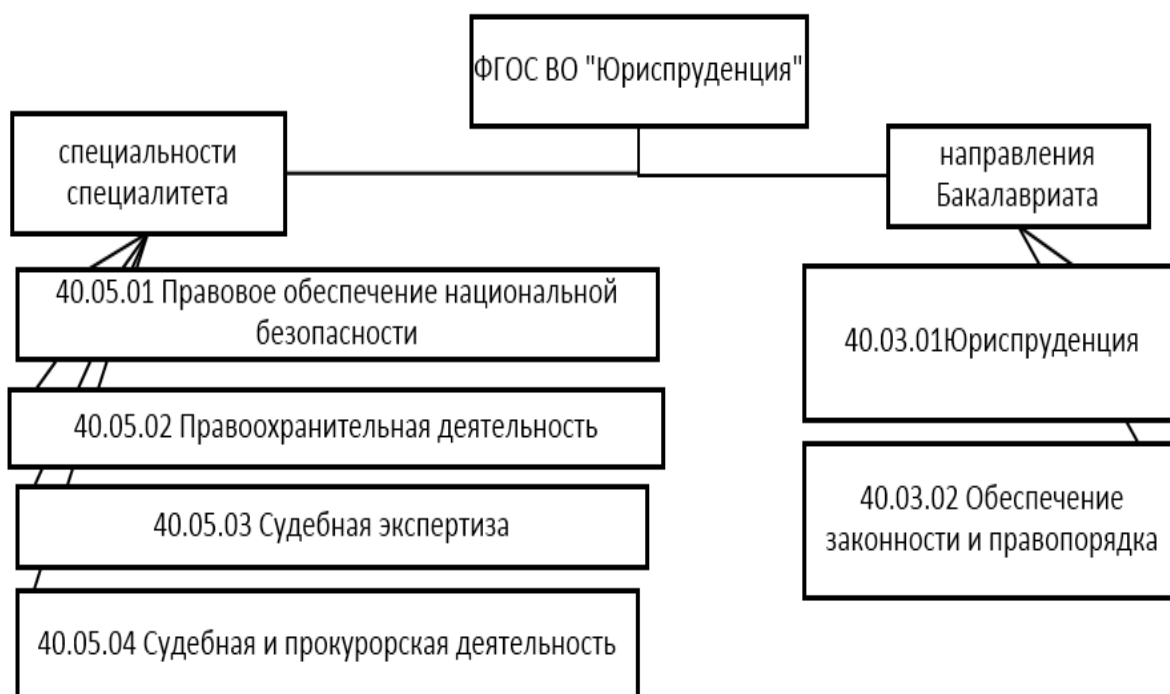 ФГОС ВО "Юриспруденция"
специальности
специалитета
направления
Бакалавриата
40.05.01 Правовое обеспечение национальной
безопасности
40.05.02 Правоохранительная деятельность
40.05.03 Судебная экспертиза
40.05.04 Судебная и прокурорская деятельность
40.03.01Юриспруденция
40.03.02 Обеспечение
законности и правопорядка